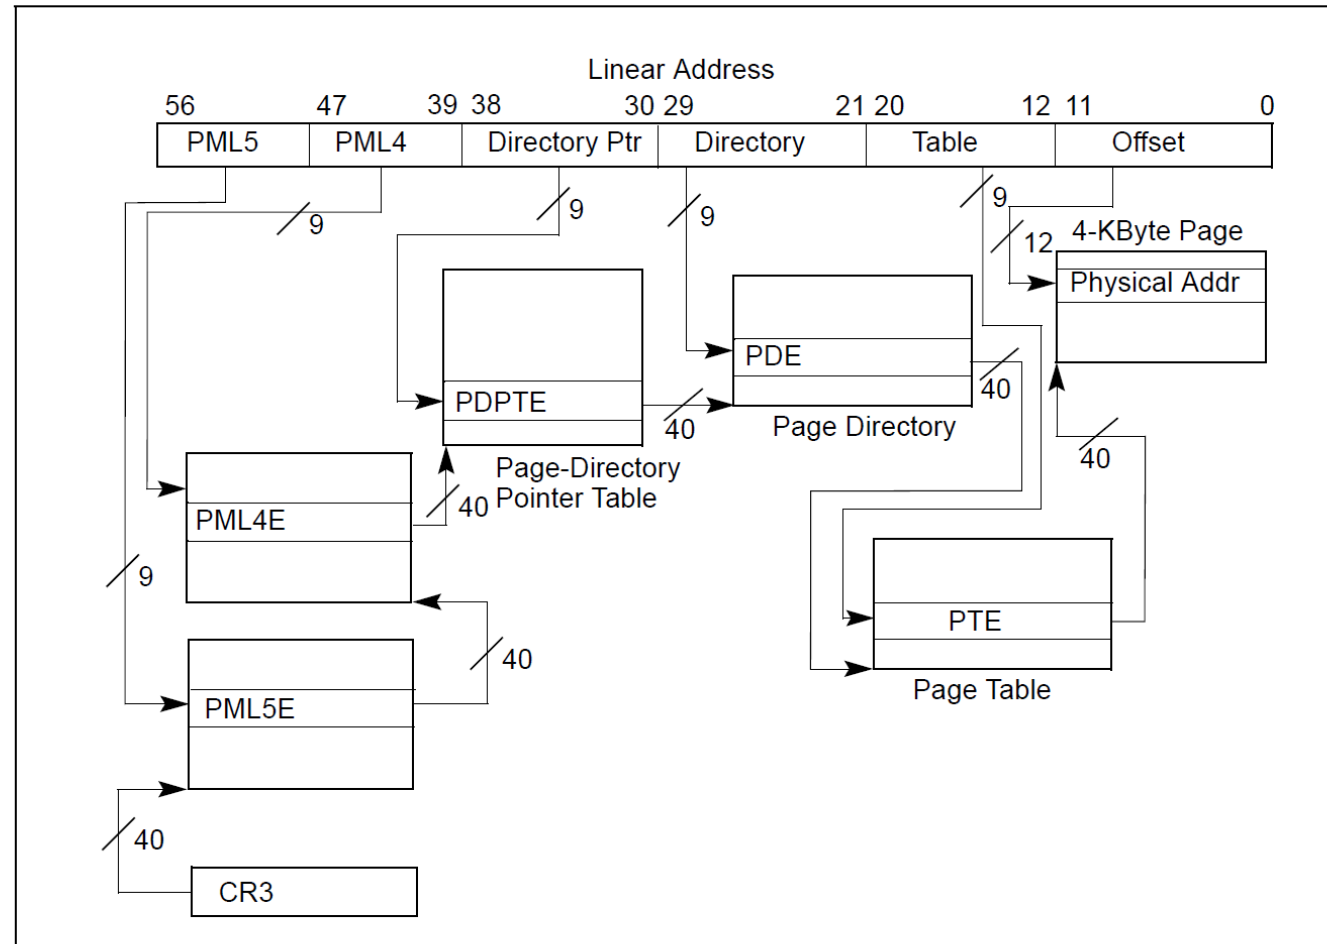 Linear Address
56 47 39 38 30 29 21 20 12 11 0
PML5 PML4 Directory Ptr Directory Table Offset
9 9 9 9
12 4-KByte Page
Physical Addr
PDE
40
PDPTE
40
Page Directory
40
Page-Directory
Pointer Table
40
PML4E
9
PTE
40
Page Table
PML5E
40
CR3